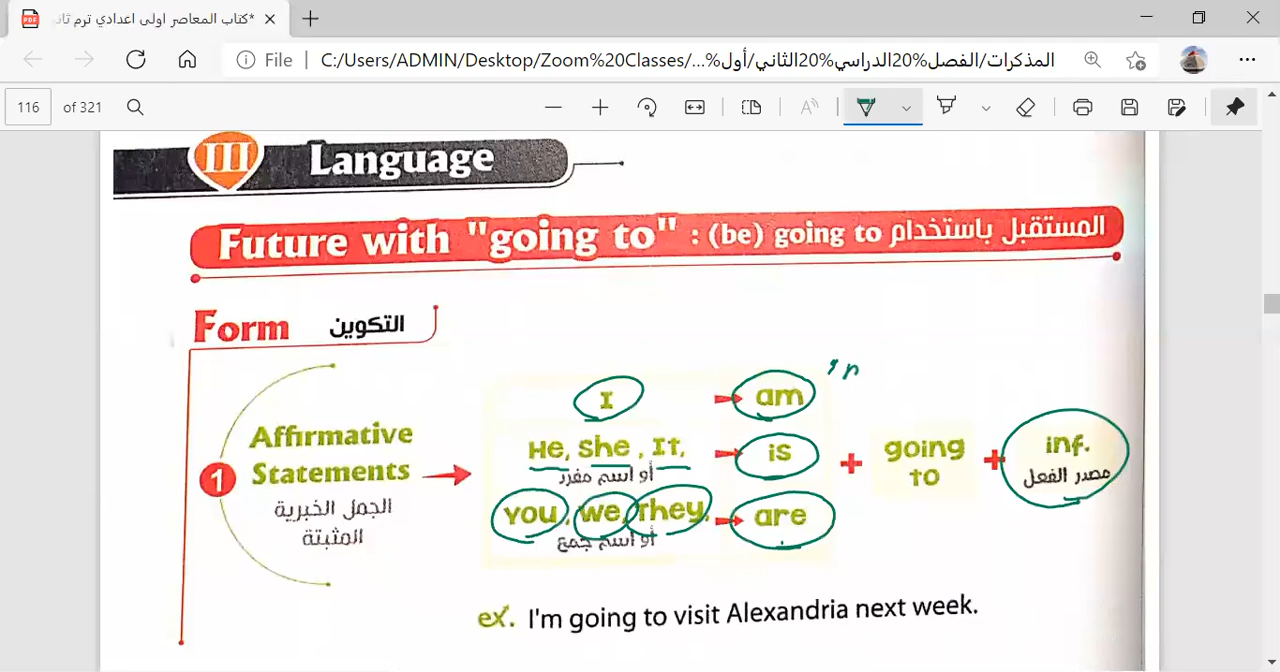 *كتاب المعاصر اولى اعدادي ترم ثان
File | C:/Users/ADMIN/Desktop/Zoom%20Classes/...المذكرات/الفصل%20الدراسي%20الثاني/أول%
116 of 321
III Language
Future with "going to" : (be) going to المستقبل باستخدام
Form التكوين
I → am 'm
He, She, It, → is
أو اسم مفرد
You, we, They, → are
أو اسم جمع
+ going to + inf.
مصدر الفعل
1 Affirmative Statements →
الجمل الخبرية المثبتة
ex. I'm going to visit Alexandria next week.